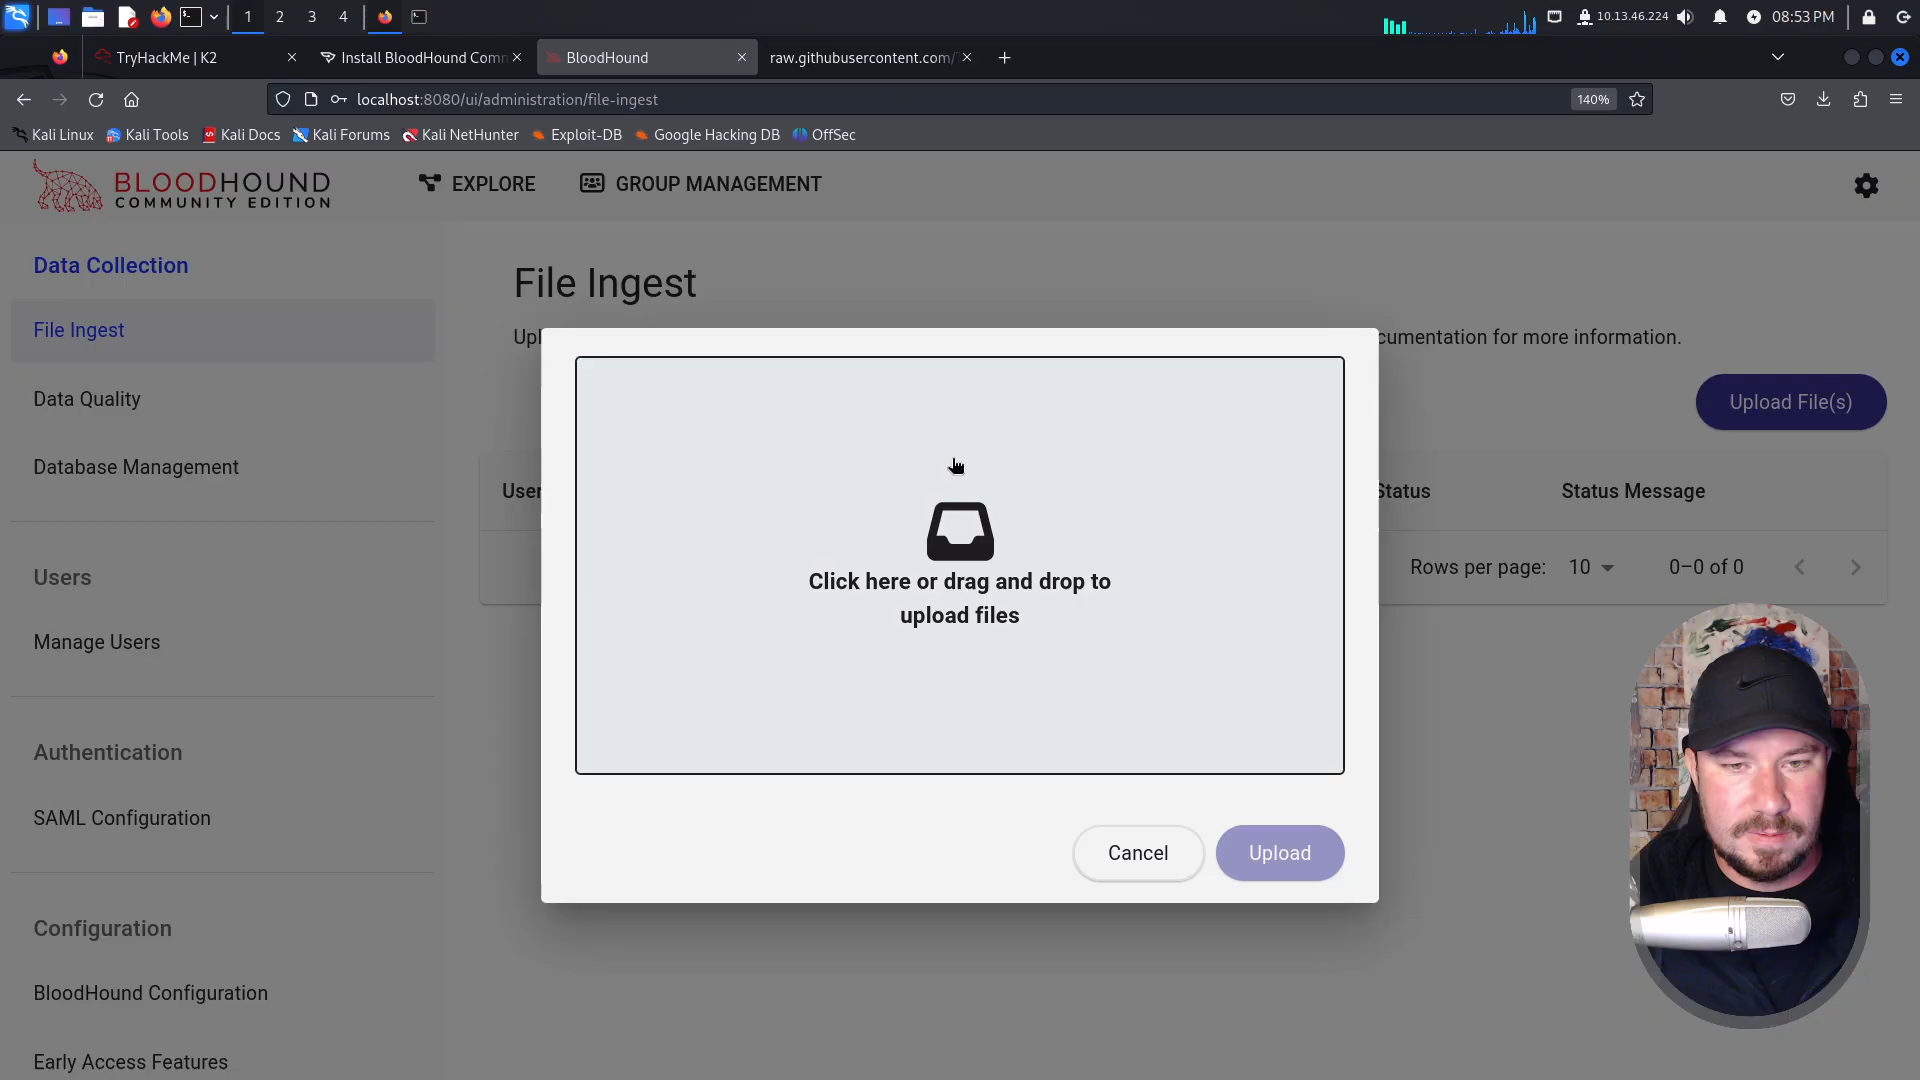 1
2
3
4
10.13.46.224
08:53 PM
TryHackMe | K2
Install BloodHound Comm
BloodHound
raw.githubusercontent.com/
localhost:8080/ui/administration/file-ingest
140%
Kali Linux
Kali Tools
Kali Docs
Kali Forums
Kali NetHunter
Exploit-DB
Google Hacking DB
OffSec
BLOODHOUND
COMMUNITY EDITION
EXPLORE
GROUP MANAGEMENT
Data Collection
File Ingest
Data Quality
Database Management
Users
Manage Users
Authentication
SAML Configuration
Configuration
BloodHound Configuration
Early Access Features
File Ingest
Upl
cumentation for more information.
Upload File(s)
User
Status
Status Message
Rows per page:
10
0–0 of 0
Click here or drag and drop to
upload files
Cancel
Upload